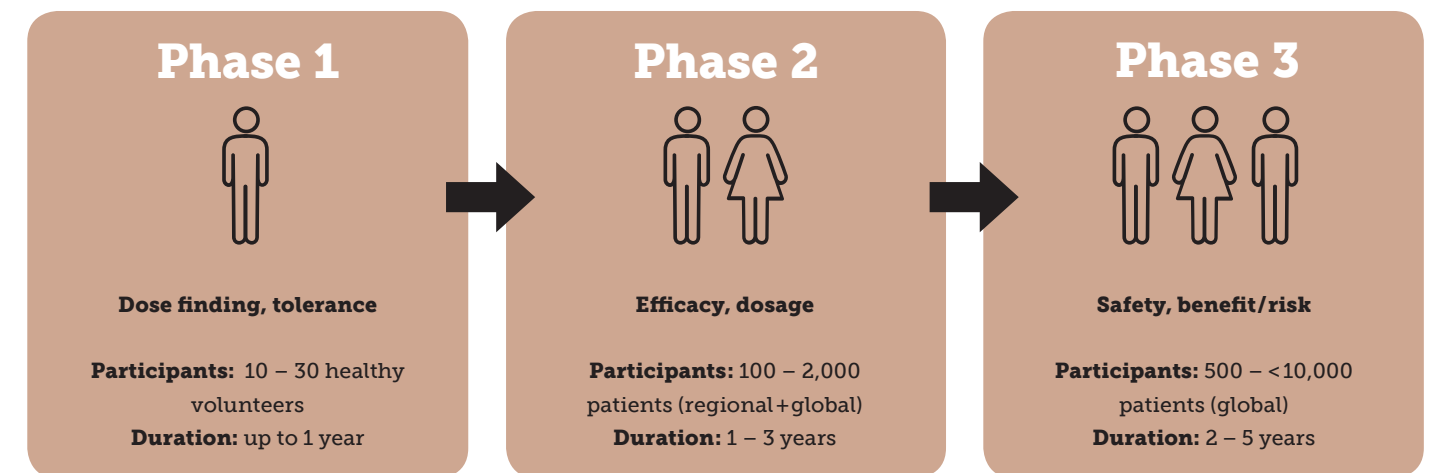 Phase 1
Dose finding, tolerance
Participants: 10 – 30 healthy
volunteers
Duration: up to 1 year
Phase 2
Efficacy, dosage
Participants: 100 – 2,000
patients (regional+global)
Duration: 1 – 3 years
Phase 3
Safety, benefit/risk
Participants: 500 – <10,000
patients (global)
Duration: 2 – 5 years